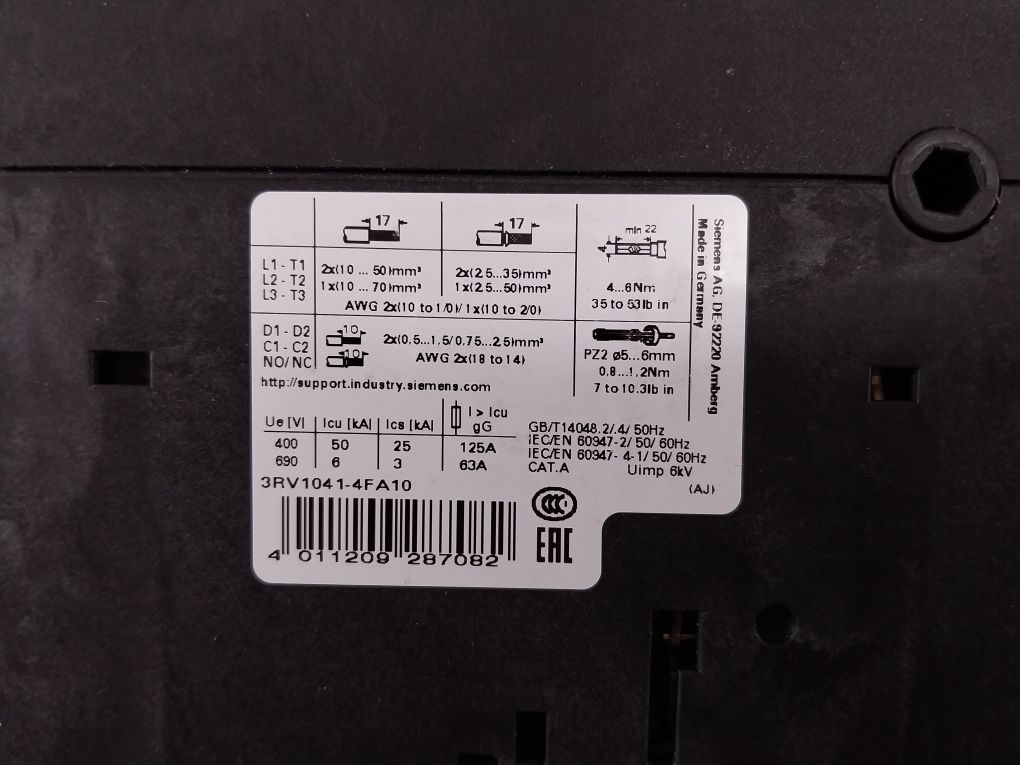 17
17
min 22
4
L1 - T1
L2 - T2
L3 - T3
2x(10 ... 50)mm²
1x(10 ... 70)mm²
2x(2,5...35)mm²
1x(2,5...50)mm²
AWG 2x(10 to 1/0)/ 1x(10 to 2/0)
4...6Nm
35 to 53lb in
D1 - D2
C1 - C2
NO/ NC
10
10
2x(0,5...1,5/0,75...2,5)mm²
AWG 2x(18 to 14)
PZ2 ø5...6mm
0,8...1,2Nm
7 to 10.3lb in
Siemens AG, DE-92220 Amberg
Made in Germany
http://support.industry.siemens.com
Ue [V] Icu [kA] Ics [kA] I > Icu gG
400 50 25 125A
690 6 3 63A
GB/T14048.2/.4/ 50Hz
IEC/EN 60947-2/ 50/ 60Hz
IEC/EN 60947- 4-1/ 50/ 60Hz
CAT.A Uimp 6kV
(AJ)
3RV1041-4FA10
CCC
EAC
4 011209 287082